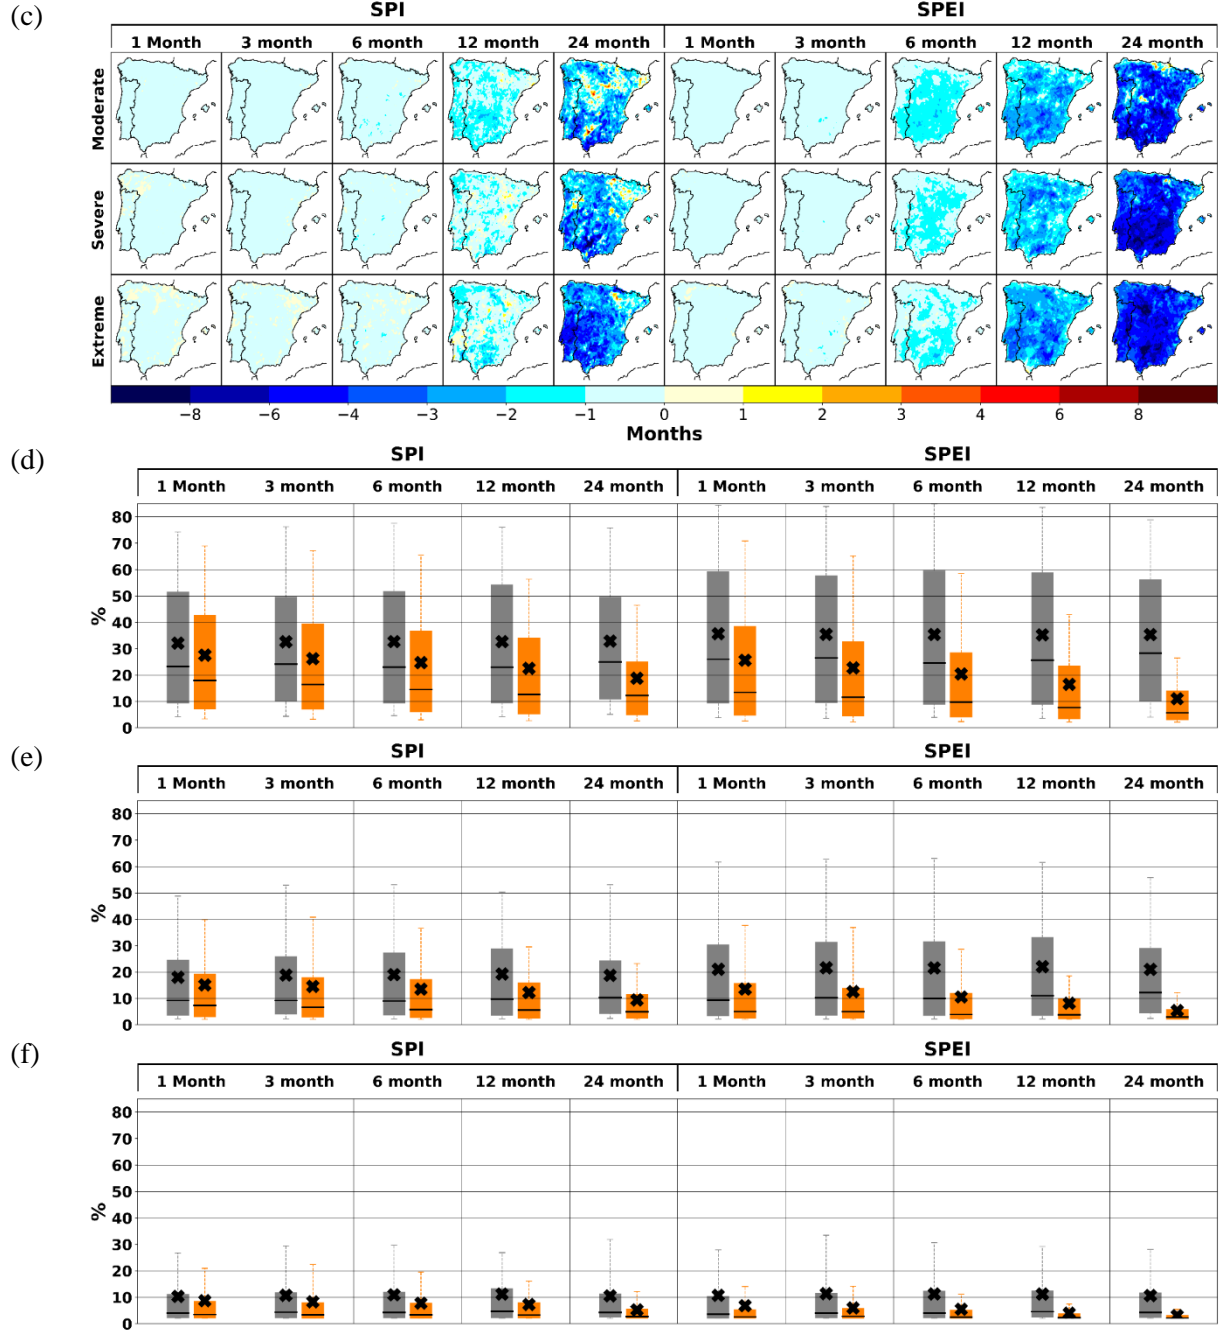 (c)
SPI SPEI
1 Month 3 month 6 month 12 month 24 month 1 Month 3 month 6 month 12 month 24 month
Moderate
Severe
Extreme
−8 −6 −4 −3 −2 −1 0 1 2 3 4 6 8
Months
(d)
SPI SPEI
1 Month 3 month 6 month 12 month 24 month 1 Month 3 month 6 month 12 month 24 month
80
70
60
50
40
30
20
10
0
%
(e)
SPI SPEI
1 Month 3 month 6 month 12 month 24 month 1 Month 3 month 6 month 12 month 24 month
80
70
60
50
40
30
20
10
0
%
(f)
SPI SPEI
1 Month 3 month 6 month 12 month 24 month 1 Month 3 month 6 month 12 month 24 month
80
70
60
50
40
30
20
10
0
%